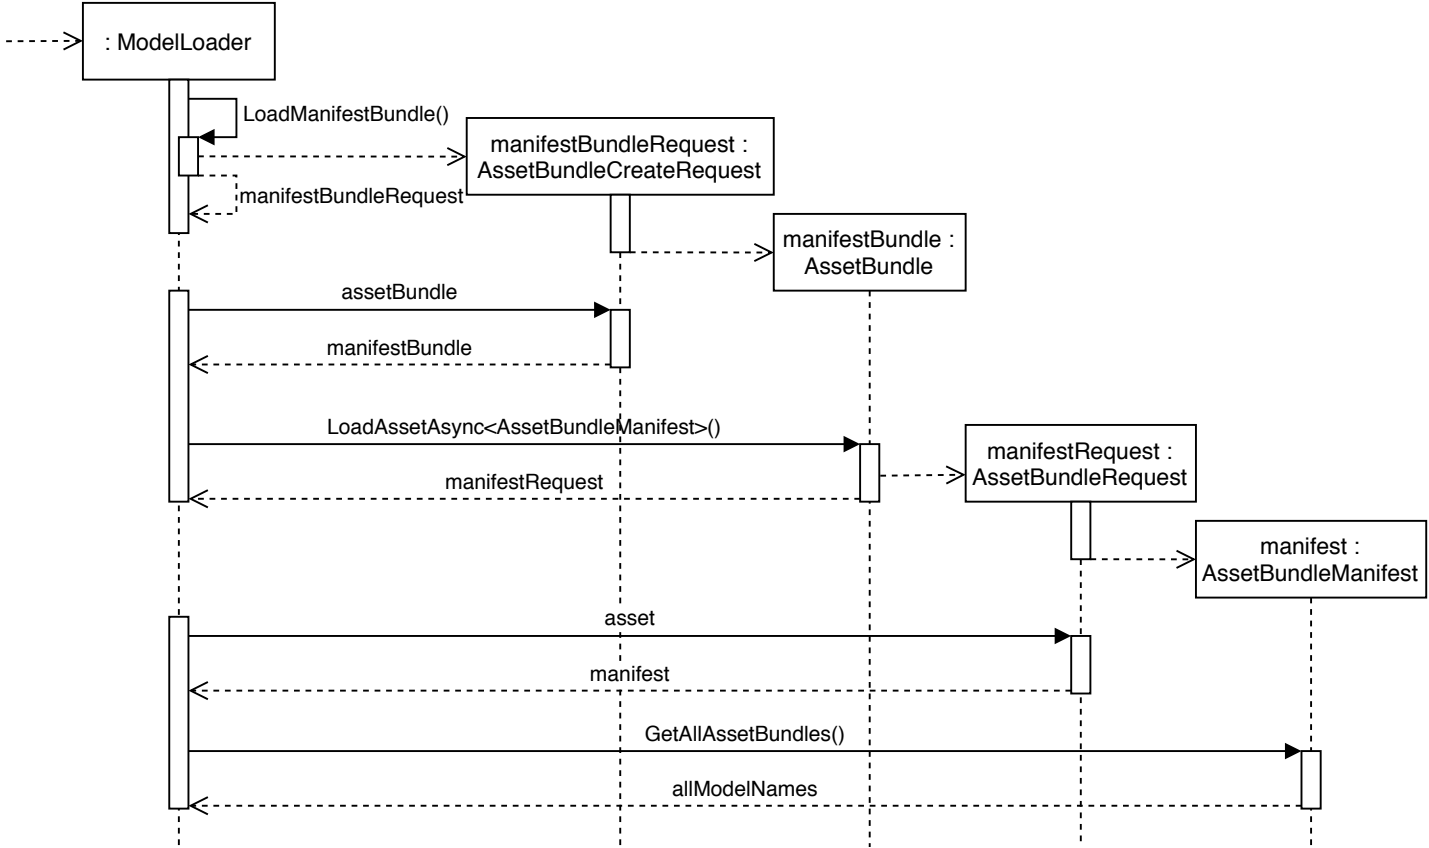 : ModelLoader
LoadManifestBundle()
manifestBundleRequest :
AssetBundleCreateRequest
manifestBundleRequest
manifestBundle :
AssetBundle
assetBundle
manifestBundle
LoadAssetAsync<AssetBundleManifest>()
manifestRequest :
AssetBundleRequest
manifestRequest
manifest :
AssetBundleManifest
asset
manifest
GetAllAssetBundles()
allModelNames